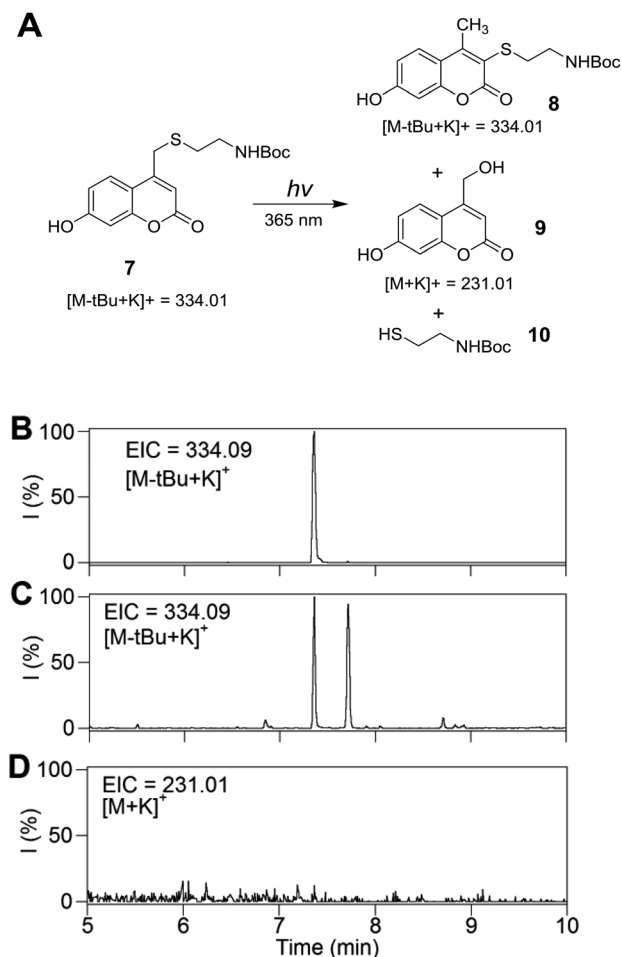 A
CH3
S
NHBoc
HO
O
O
8
[M-tBu+K]+ = 334.01
S
NHBoc
HO
O
O
7
[M-tBu+K]+ = 334.01
hv
365 nm
+
OH
HO
O
O
9
[M+K]+ = 231.01
+
HS
NHBoc
10
B
100
50
0
I (%)
EIC = 334.09
[M-tBu+K]+
C
100
50
0
I (%)
EIC = 334.09
[M-tBu+K]+
D
100
50
0
I (%)
EIC = 231.01
[M+K]+
5 6 7 8 9 10
Time (min)